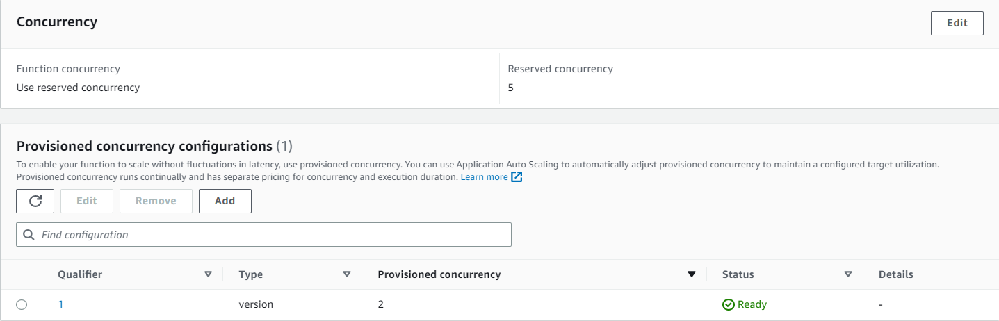 Concurrency
Edit
Function concurrency
Reserved concurrency
Use reserved concurrency
5
Provisioned concurrency configurations (1)
To enable your function to scale without fluctuations in latency, use provisioned concurrency. You can use Application Auto Scaling to automatically adjust provisioned concurrency to maintain a configured target utilization.
Provisioned concurrency runs continually and has separate pricing for concurrency and execution duration. Learn more
Edit
Remove
Add
Find configuration
Qualifier
Type
Provisioned concurrency
Status
Details
1
version
2
Ready
-